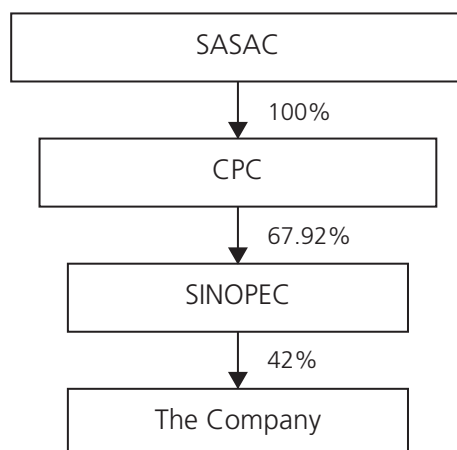 SASAC
100%
CPC
67.92%
SINOPEC
42%
The Company